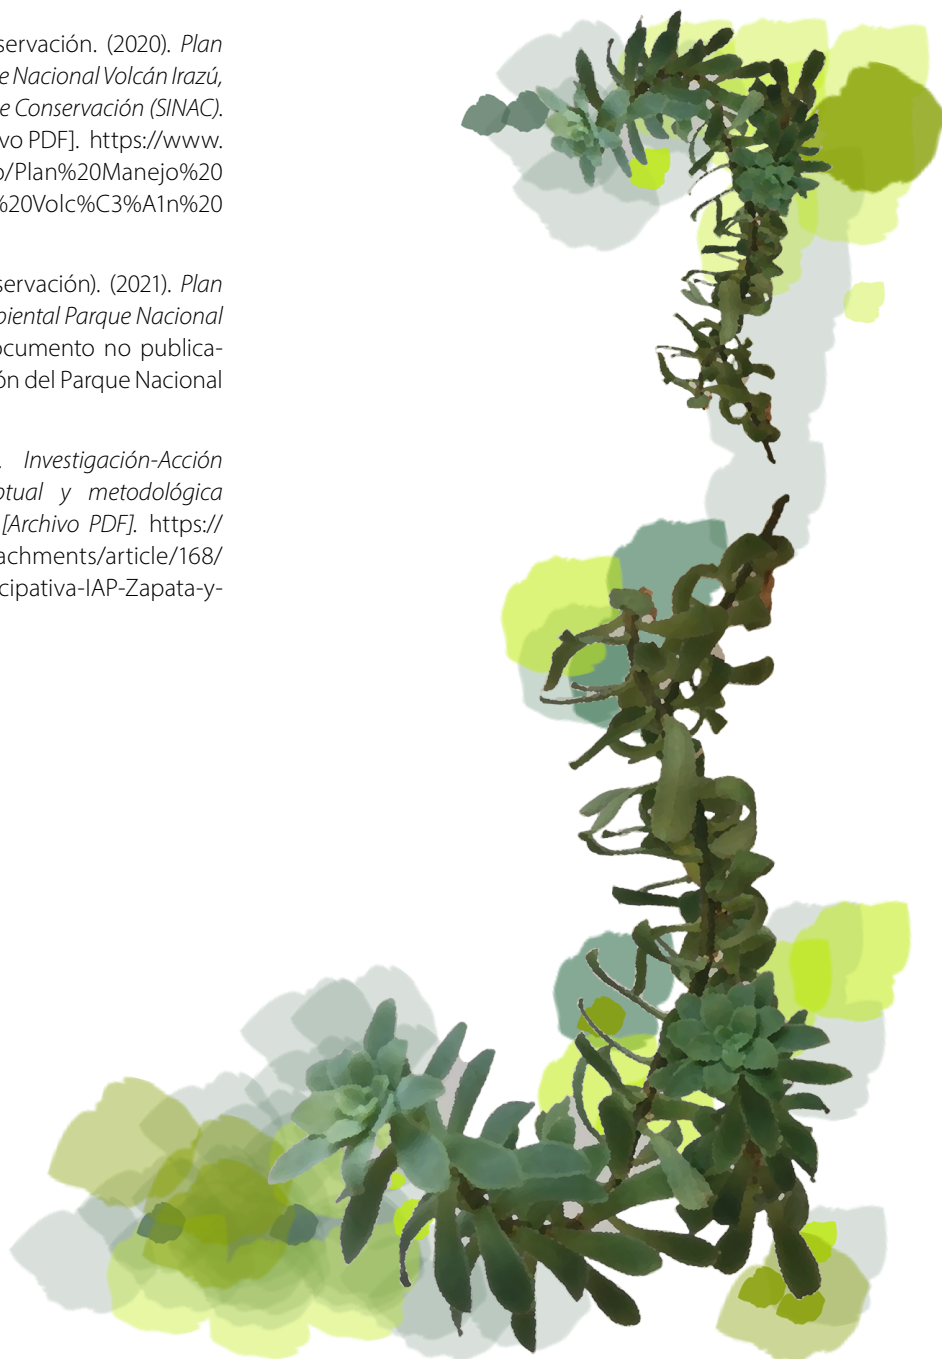 servación. (2020). Plan
e Nacional Volcán Irazú,
e Conservación (SINAC).
vo PDF]. https://www.
o/Plan%20Manejo%20
%20Volc%C3%A1n%20
servación). (2021). Plan
biental Parque Nacional
ocumento no publica-
ón del Parque Nacional
. Investigación-Acción
ptual y metodológica
[Archivo PDF]. https://
achments/article/168/
cipativa-IAP-Zapata-y-